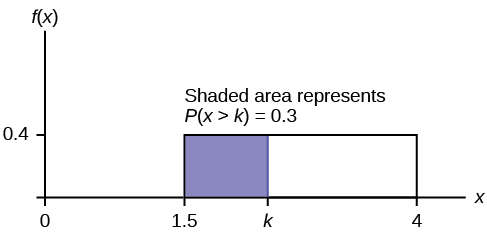 f(x)
Shaded area represents
P(x > k) = 0.3
0.4
x
0
1.5
k
4